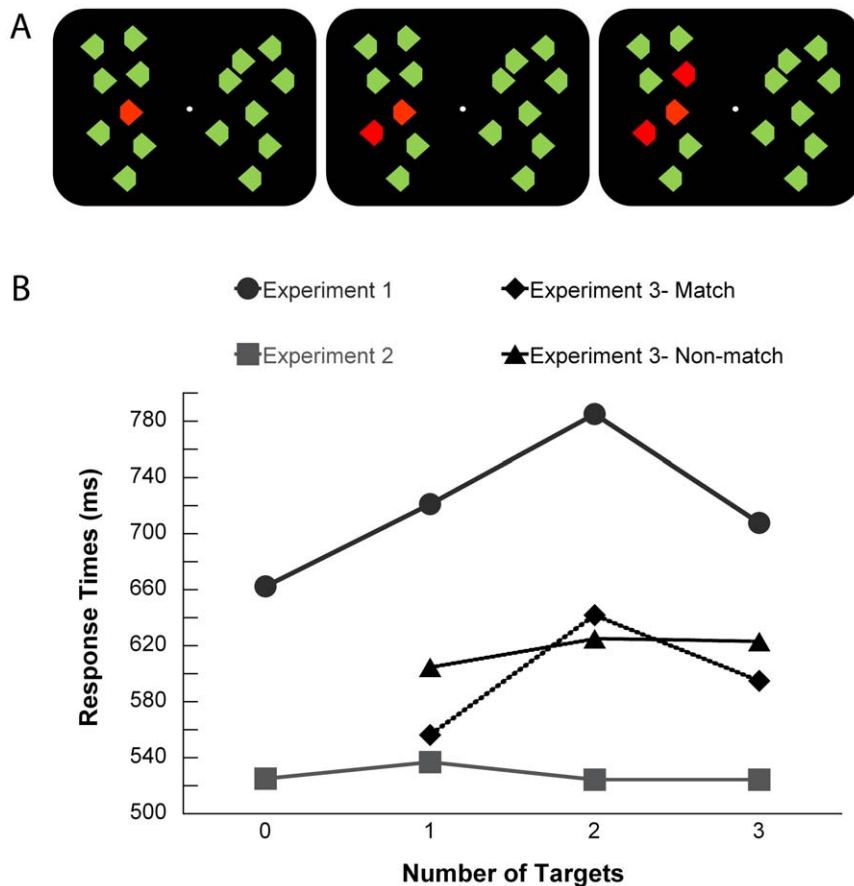 A
B
Experiment 1
Experiment 3- Match
Experiment 2
Experiment 3- Non-match
Response Times (ms)
780
740
700
660
620
580
540
500
0 1 2 3
Number of Targets